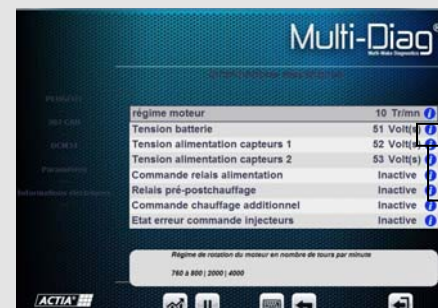 Multi-Diag®
Multi-Make Diagnostics
PEUGEOT
Paramètres
régime moteur 10 Tr/mn
Tension batterie 51 Volt(s)
Tension alimentation capteurs 1 52 Volt(s)
Tension alimentation capteurs 2 53 Volt(s)
Commande relais alimentation Inactive
Relais pré-postchauffage Inactive
Commande chauffage additionnel Inactive
Etat erreur commande injecteurs Inactive
Régime de rotation du moteur en nombre de tours par minute
760 à 800 | 2000 | 4000
ACTIA®